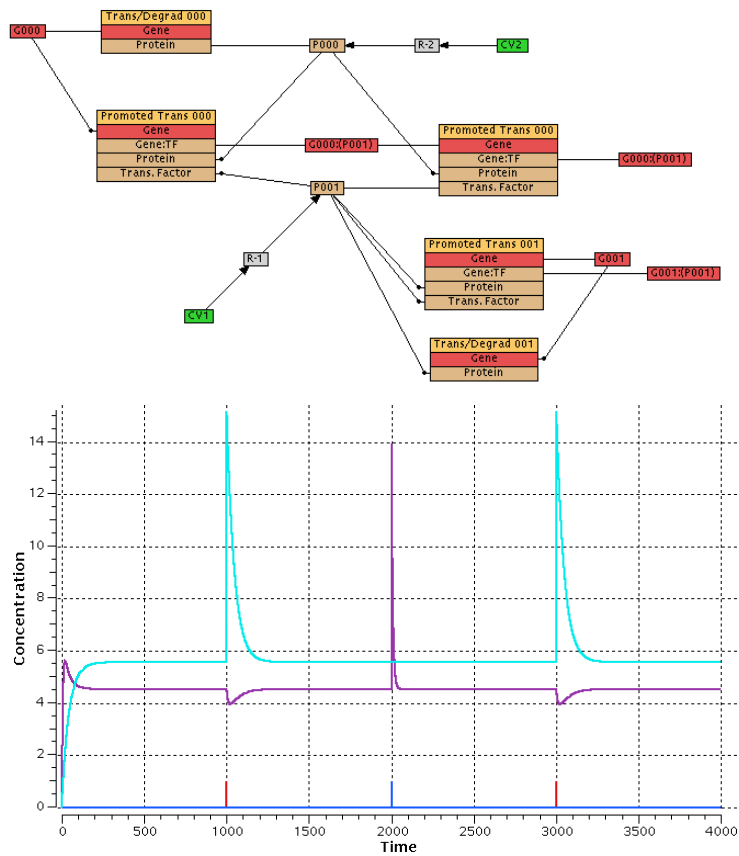 Trans/Degrad 000
G000
Gene
Protein
P000
R-2
CV2
Promoted Trans 000
Gene
Gene:TF
Protein
Trans. Factor
G000:(P001)
Promoted Trans 000
Gene
Gene:TF
Protein
Trans. Factor
G000:(P001)
P001
R-1
CV1
Promoted Trans 001
Gene
Gene:TF
Protein
Trans. Factor
G001
G001:(P001)
Trans/Degrad 001
Gene
Protein
Concentration
14
12
10
8
6
4
2
0
0 500 1000 1500 2000 2500 3000 3500 4000
Time